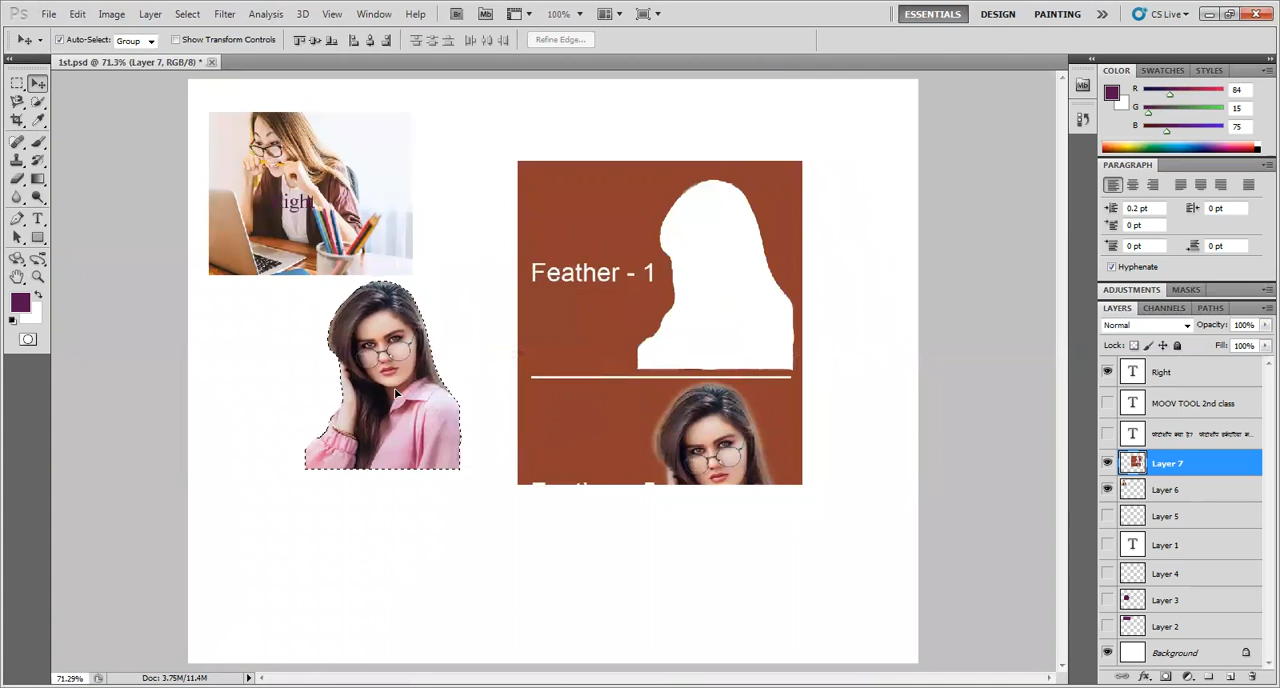 Ps File Edit Image Layer Select Filter Analysis 3D View Window Help Br Mb 100% ESSENTIALS DESIGN PAINTING CS Live
Auto-Select: Group Show Transform Controls Refine Edge...
1st.psd @ 71.3% (Layer 7, RGB/8) *
COLOR SWATCHES STYLES
R 84
G 15
B 75
PARAGRAPH
0.2 pt 0 pt
0 pt
0 pt 0 pt
Hyphenate
ADJUSTMENTS MASKS
LAYERS CHANNELS PATHS
Normal Opacity: 100%
Lock: Fill: 100%
Right
MOOV TOOL 2nd class
Layer 7
Layer 6
Layer 5
Layer 1
Layer 4
Layer 3
Layer 2
Background
Right
Feather - 1
71.29% Doc: 3.75M/11.4M